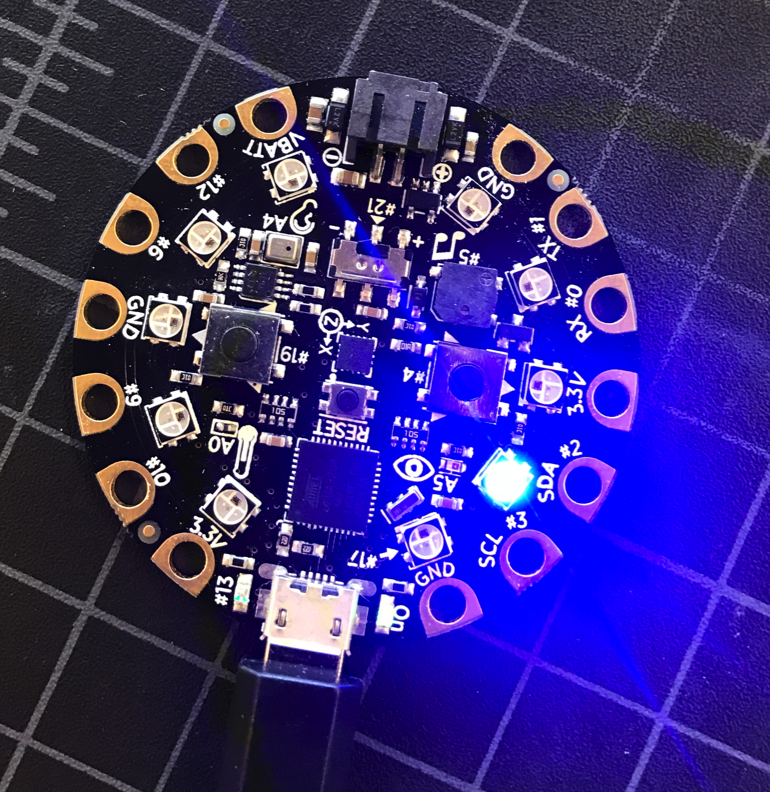 VBATT
#12
#6
GND
#9
#10
3.3V
#13
-
+
#21
A4
#5
GND
TX #1
RX #0
3.3V
#2
SDA
#3
SCL
GND
Z
Y
X
#19
#4
RESET
A0
A5
#17
On